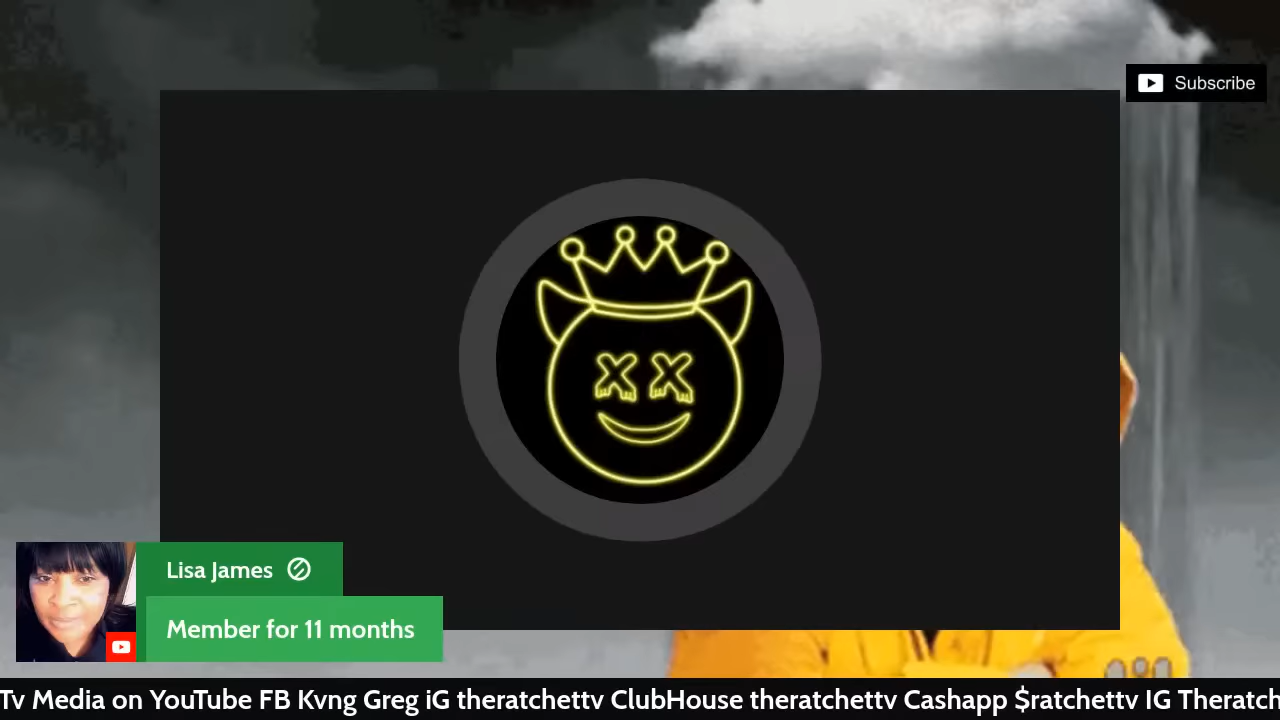 Subscribe
Lisa James
Member for 11 months
Tv Media on YouTube FB Kvng Greg iG theratchettv ClubHouse theratchettv Cashapp $ratchettv IG Theratch